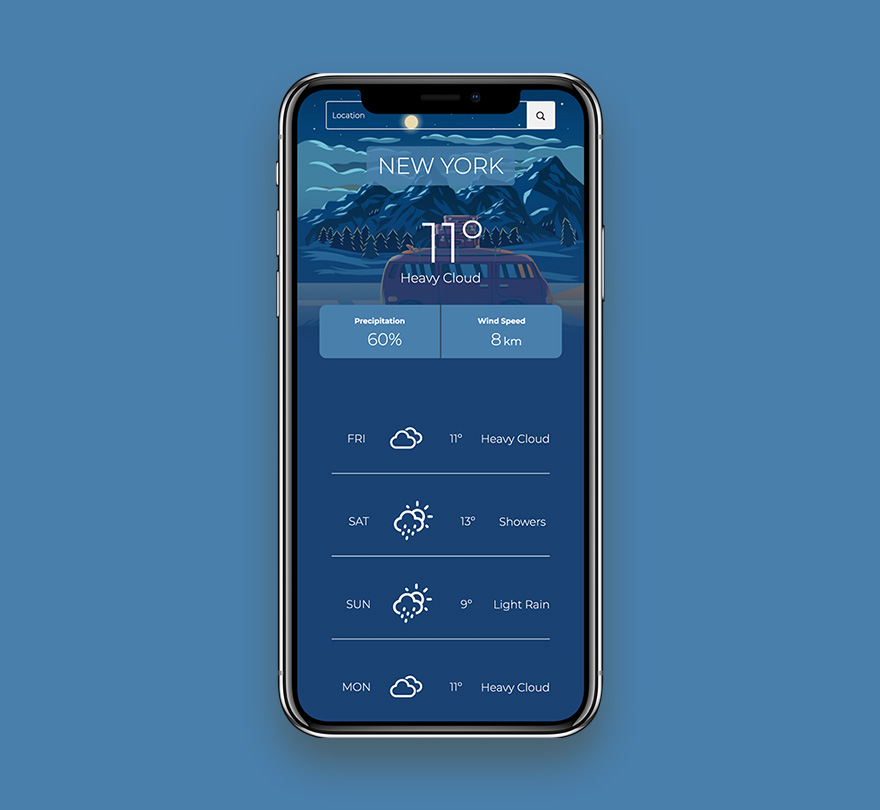 Location
NEW YORK
11°
Heavy Cloud
Precipitation Wind Speed
60% 8 km
FRI 11° Heavy Cloud
SAT 13° Showers
SUN 9° Light Rain
MON 11° Heavy Cloud